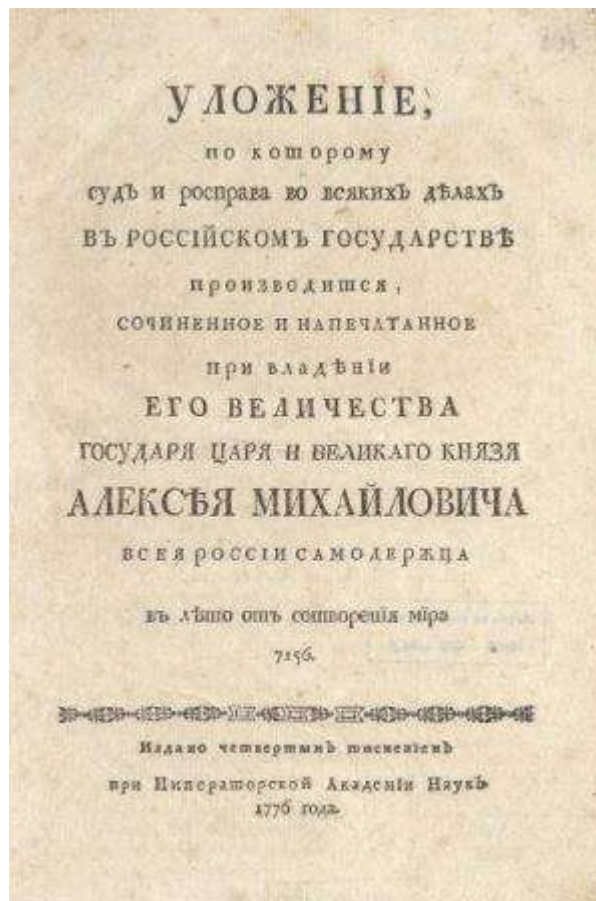 УЛОЖЕНІЕ,
по которому
судъ и росправа во всякихъ дѣлахъ
ВЪ РОССІЙСКОМЪ ГОСУДАРСТВѢ
производится,
СОЧИНЕННОЕ И НАПЕЧАТАННОЕ
при владѣніи
ЕГО ВЕЛИЧЕСТВА
ГОСУДАРЯ ЦАРЯ И ВЕЛИКАГО КНЯЗЯ
АЛЕКСѢЯ МИХАЙЛОВИЧА
ВСЕЯ РОССІИ САМОДЕРЖЦА
въ лѣто отъ сотворенія міра
7156.
Издано четвертымъ тисненіемъ
при Императорской Академіи Наукъ
1776 года.